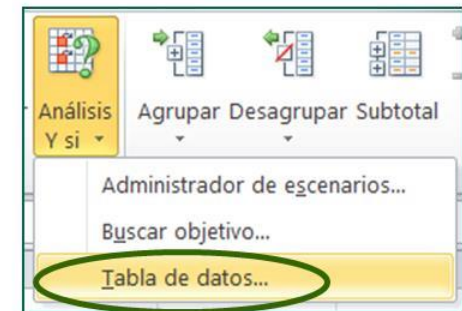 Análisis Y si
Agrupar Desagrupar Subtotal
Administrador de escenarios...
Buscar objetivo...
Tabla de datos...